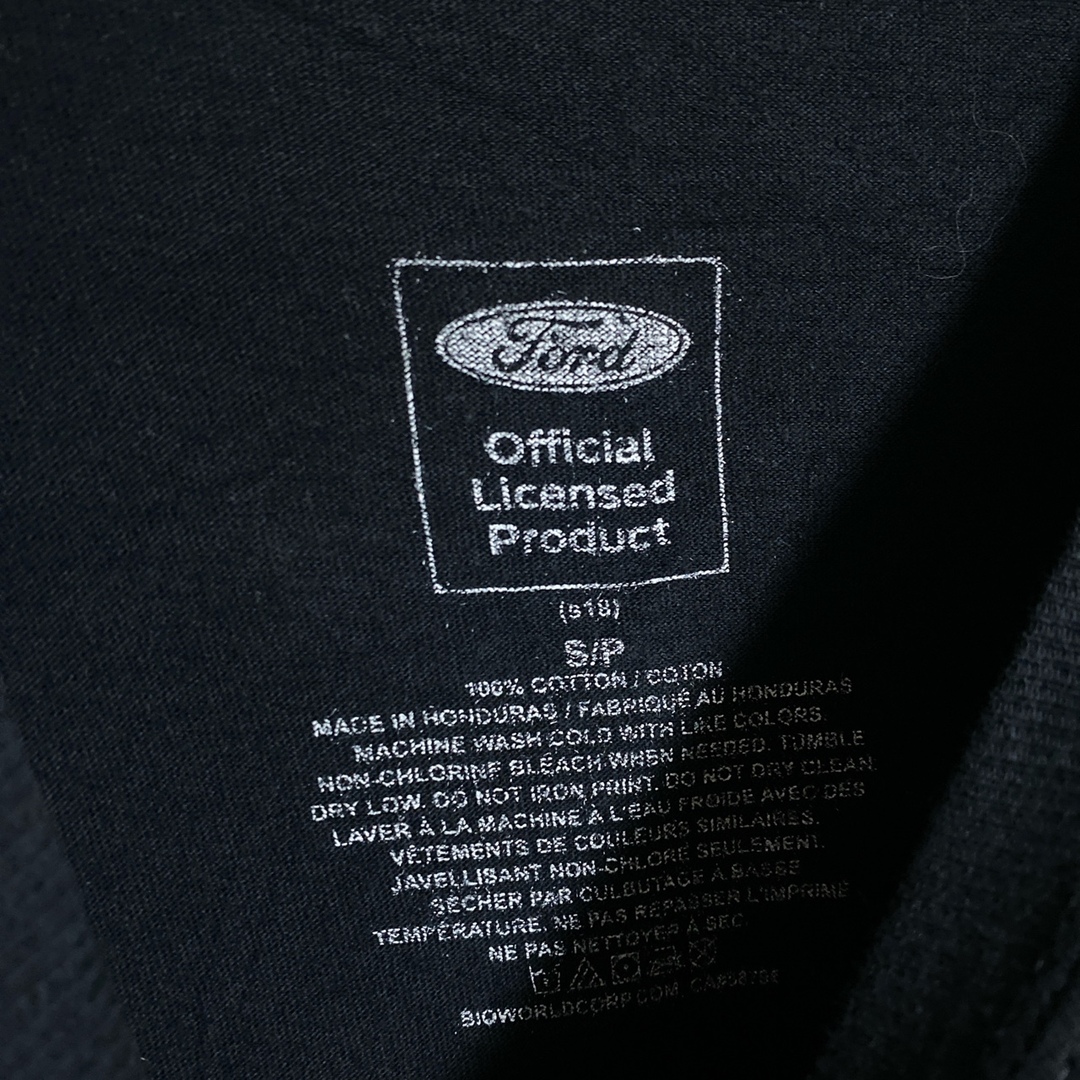 Ford
Official
Licensed
Product
(s18)
S/P
100% COTTON / COTON
MADE IN HONDURAS / FABRIQUÉ AU HONDURAS
MACHINE WASH COLD WITH LIKE COLORS.
NON-CHLORINE BLEACH WHEN NEEDED. TUMBLE
DRY LOW. DO NOT IRON PRINT. DO NOT DRY CLEAN.
LAVER À LA MACHINE À L'EAU FROIDE AVEC DES
VÊTEMENTS DE COULEURS SIMILAIRES.
JAVELLISANT NON-CHLORÉ SEULEMENT.
SÉCHER PAR CULBUTAGE À BASSE
TEMPÉRATURE. NE PAS REPASSER L'IMPRIMÉ
NE PAS NETTOYER À SEC.
BIOWORLDCORP.COM